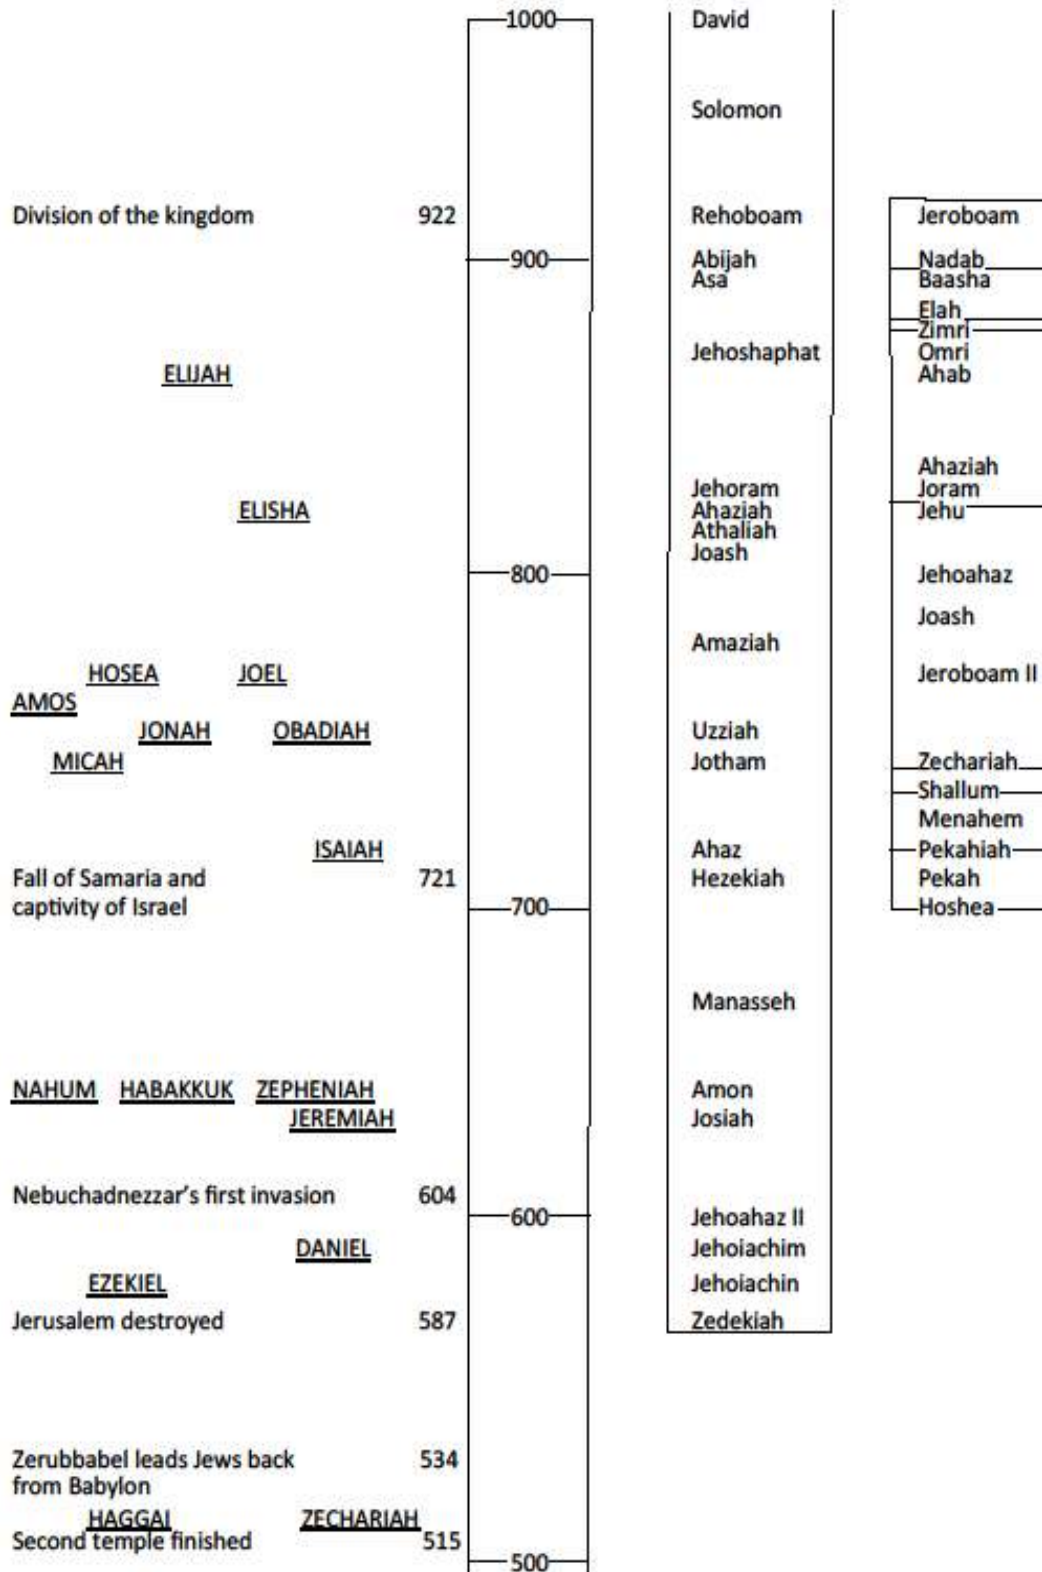 1000 David
Solomon
Division of the kingdom 922 Rehoboam Jeroboam
900 Abijah Nadab
Asa Baasha
Elah
Zimri
Jehoshaphat Omri
ELIJAH Ahab
Ahaziah
Jehoram Joram
ELISHA Ahaziah Jehu
Athaliah
Joash
800 Jehoahaz
Joash
Amaziah
HOSEA JOEL Jeroboam II
AMOS
JONAH OBADIAH Uzziah
MICAH Jotham Zechariah
Shallum
Menahem
ISAIAH Ahaz Pekahiah
Fall of Samaria and 721 Hezekiah Pekah
captivity of Israel 700 Hoshea
Manasseh
NAHUM HABAKKUK ZEPHENIAH Amon
JEREMIAH Josiah
Nebuchadnezzar's first invasion 604
600 Jehoahaz II
DANIEL Jehoiachim
EZEKIEL Jehoiachin
Jerusalem destroyed 587 Zedekiah
Zerubbabel leads Jews back 534
from Babylon
HAGGAI ZECHARIAH
Second temple finished 515
500